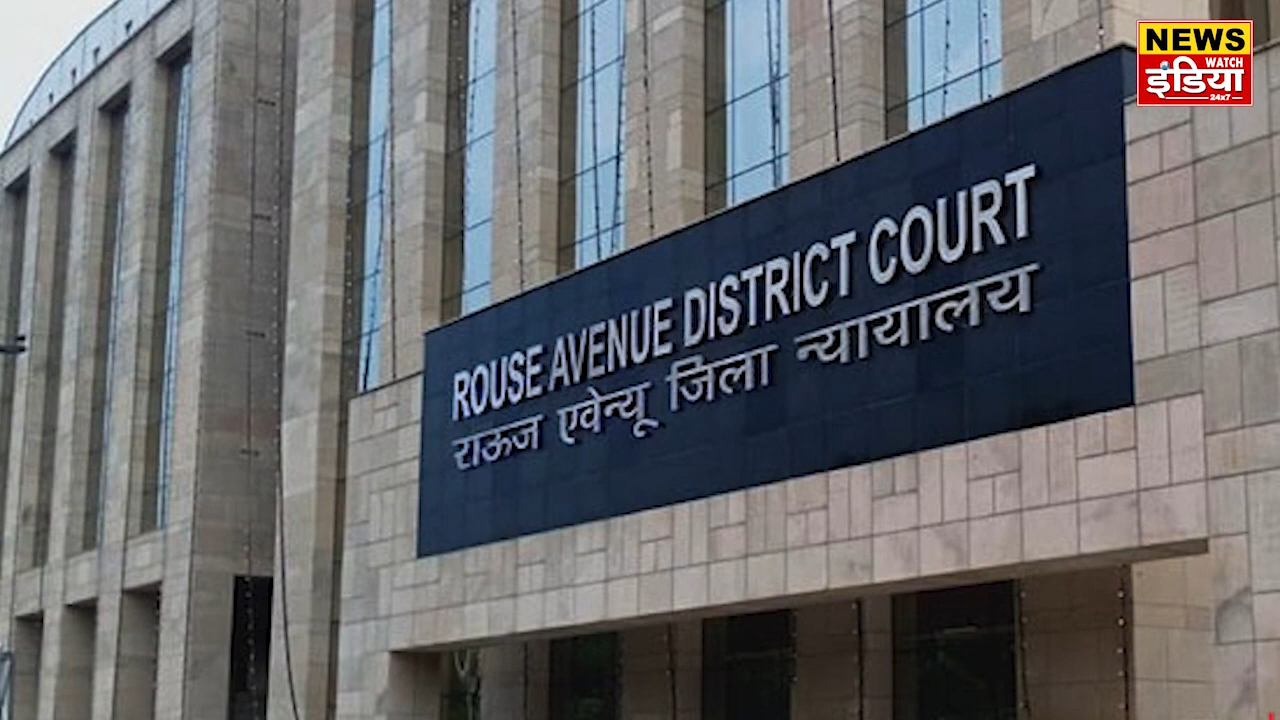 NEWS
WATCH
इंडिया
24x7
ROUSE AVENUE DISTRICT COURT
राऊज एवेन्यू जिला न्यायालय